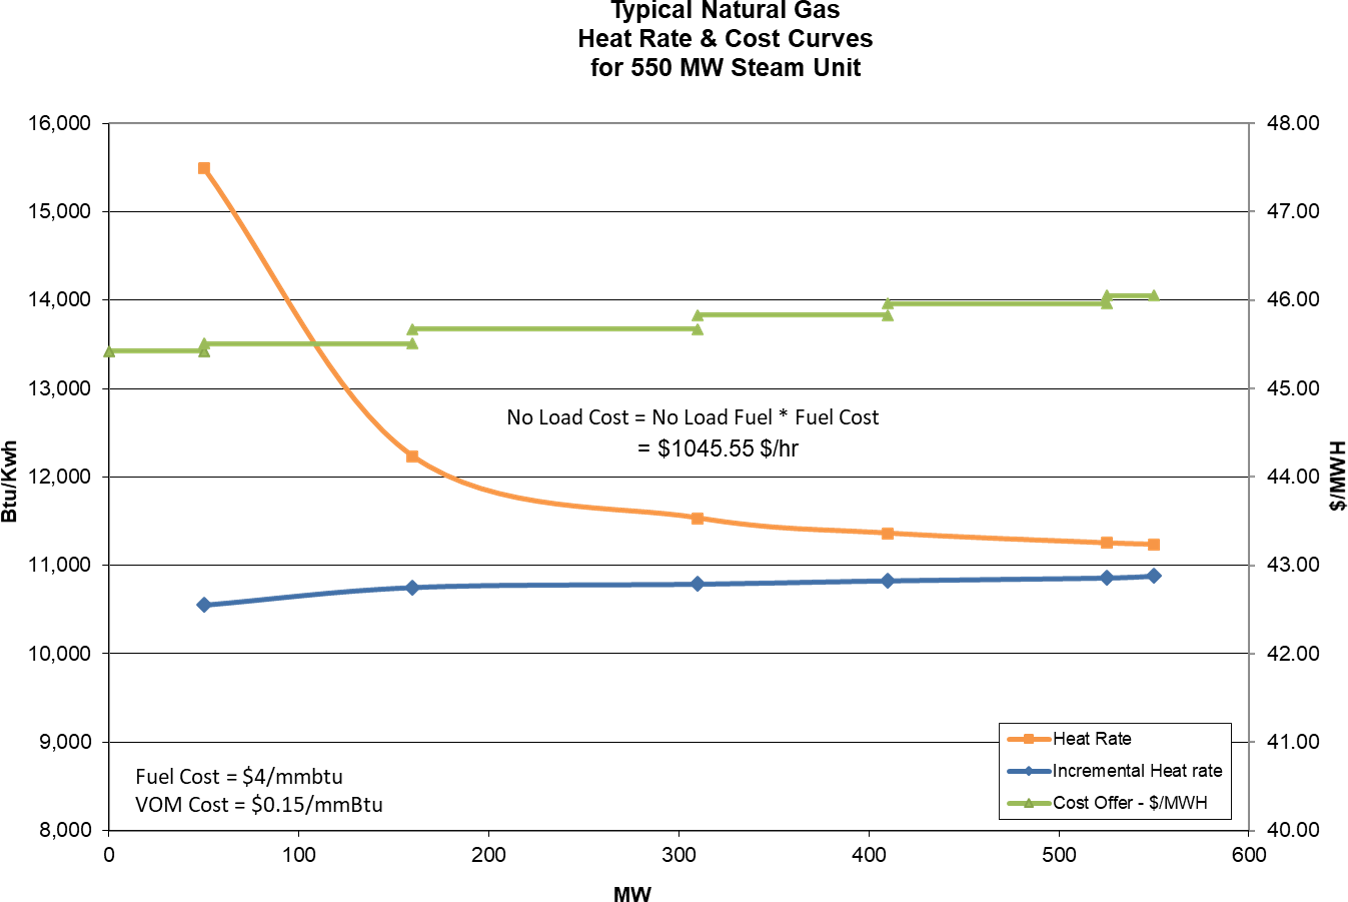 Typical Natural Gas
Heat Rate & Cost Curves
for 550 MW Steam Unit
16,000
15,000
14,000
13,000
12,000
11,000
10,000
9,000
8,000
Btu/Kwh
48.00
47.00
46.00
45.00
44.00
43.00
42.00
41.00
40.00
$/MWH
No Load Cost = No Load Fuel * Fuel Cost
= $1045.55 $/hr
Fuel Cost = $4/mmbtu
VOM Cost = $0.15/mmBtu
Heat Rate
Incremental Heat rate
Cost Offer - $/MWH
0 100 200 300 400 500 600
MW